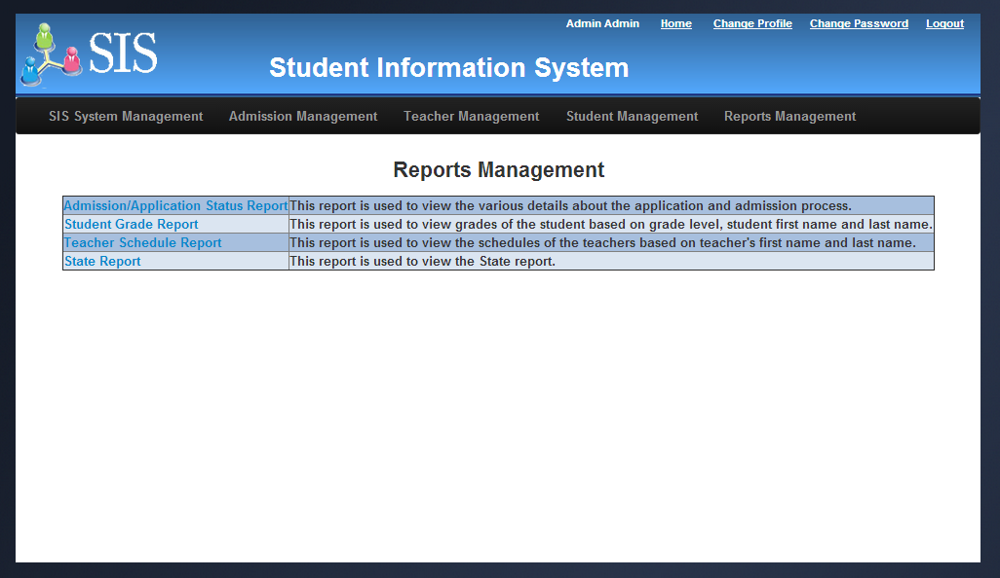 Admin Admin Home Change Profile Change Password Logout
SIS
Student Information System
SIS System Management Admission Management Teacher Management Student Management Reports Management
Reports Management
Admission/Application Status Report This report is used to view the various details about the application and admission process.
Student Grade Report This report is used to view grades of the student based on grade level, student first name and last name.
Teacher Schedule Report This report is used to view the schedules of the teachers based on teacher's first name and last name.
State Report This report is used to view the State report.